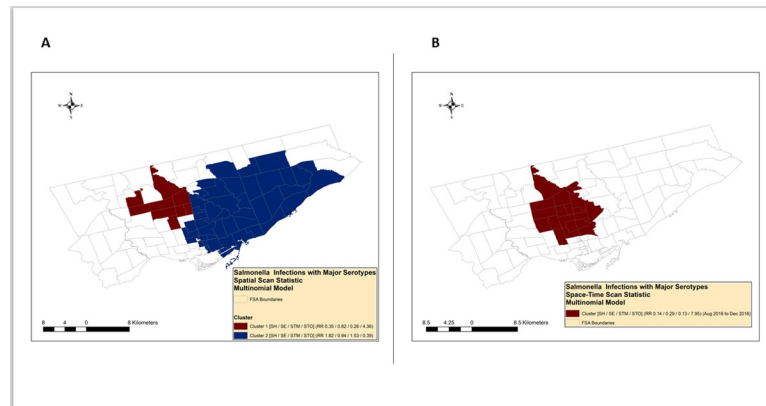 A
B
N
W
E
S
N
W
E
S
Salmonella Infections with Major Serotypes
Spatial Scan Statistic
Multinomial Model
FSA Boundaries
Cluster
Cluster 1 [SH / SE / STM / STO] (RR 0.35 / 0.82 / 0.26 / 4.36)
Cluster 2 [SH / SE / STM / STO] (RR 1.82 / 0.94 / 1.53 / 0.39)
8 4 0 8 Kilometers
Salmonella Infections with Major Serotypes
Space-Time Scan Statistic
Multinomial Model
Cluster [SH / SE / STM / STO] (RR 0.14 / 0.29 / 0.13 / 7.95) (Aug 2016 to Dec 2016)
FSA Boundaries
8.5 4.25 0 8.5 Kilometers